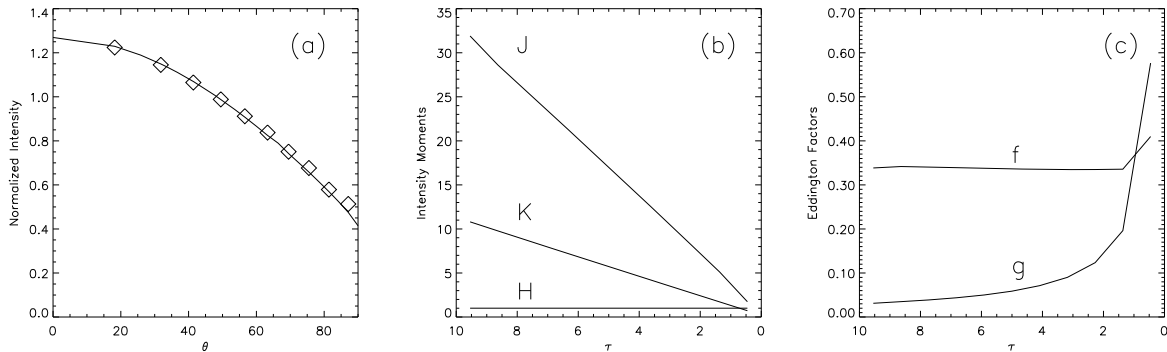 (a)
Normalized Intensity
1.4
1.2
1.0
0.8
0.6
0.4
0.2
0.0
0 20 40 60 80
θ
(b)
Intensity Moments
35
30
25
20
15
10
5
0
J
K
H
10 8 6 4 2 0
τ
(c)
Eddington Factors
0.70
0.60
0.50
0.40
0.30
0.20
0.10
0.00
f
g
10 8 6 4 2 0
τ